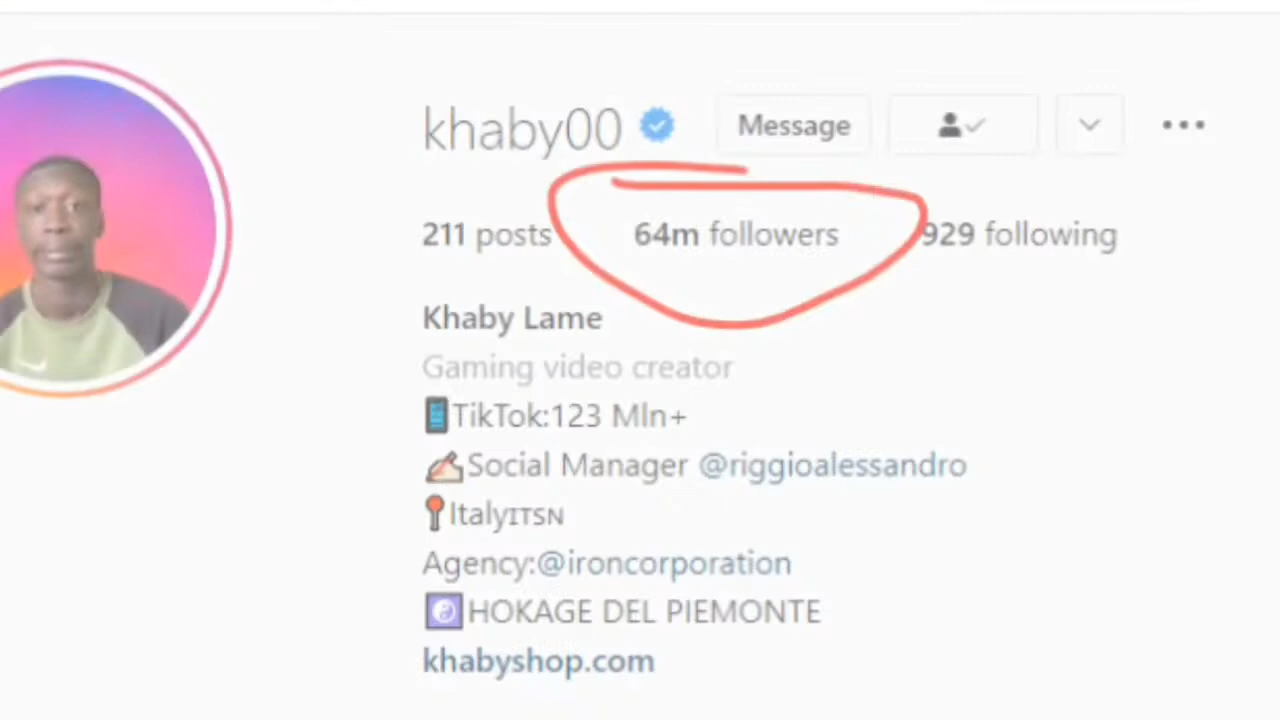 khaby00 Message
211 posts 64m followers 929 following
Khaby Lame
Gaming video creator
📱TikTok:123 Mln+
✍️Social Manager @riggioalessandro
📍Italyɪᴛsɴ
Agency:@ironcorporation
☯️HOKAGE DEL PIEMONTE
khabyshop.com